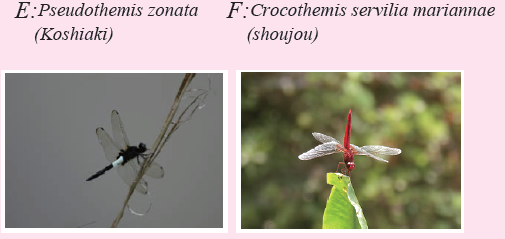 E:Pseudothemis zonata
(Koshiaki)
F:Crocothemis servilia mariannae
(shoujou)